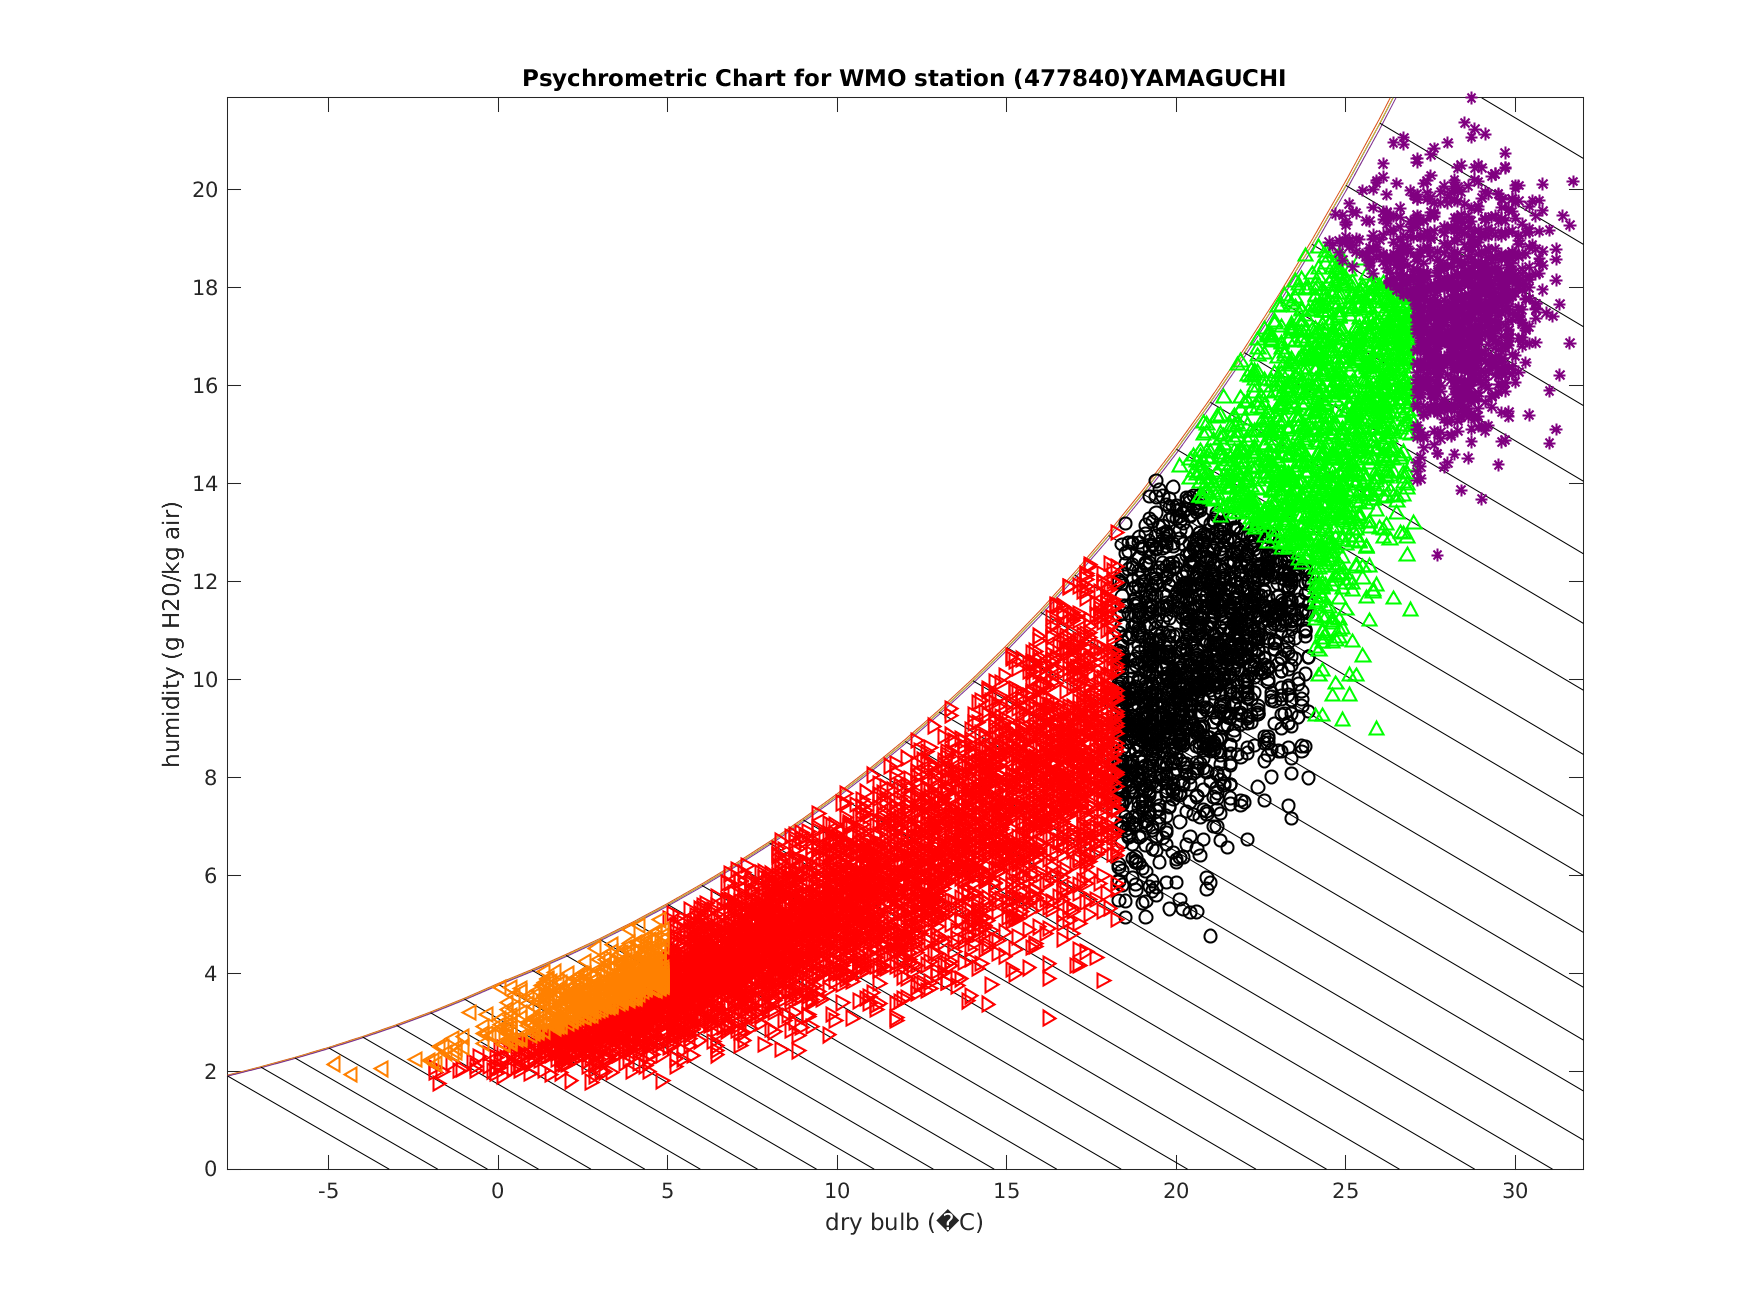 Psychrometric Chart for WMO station (477840)YAMAGUCHI
20
18
16
14
12
10
8
6
4
2
0
humidity (g H20/kg air)
-5 0 5 10 15 20 25 30
dry bulb (�C)